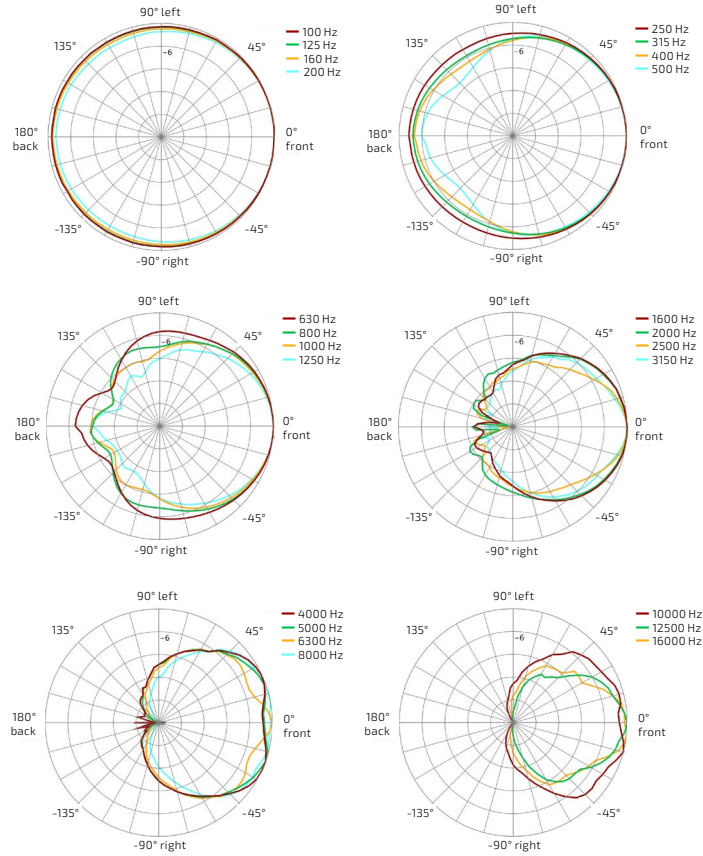 90° left
135°
45°
-6
180°
back
0°
front
-135°
-45°
-90° right
100 Hz
125 Hz
160 Hz
200 Hz
90° left
135°
45°
-6
180°
back
0°
front
-135°
-45°
-90° right
250 Hz
315 Hz
400 Hz
500 Hz
90° left
135°
45°
-6
180°
back
0°
front
-135°
-45°
-90° right
630 Hz
800 Hz
1000 Hz
1250 Hz
90° left
135°
45°
-6
180°
back
0°
front
-135°
-45°
-90° right
1600 Hz
2000 Hz
2500 Hz
3150 Hz
90° left
135°
45°
-6
180°
back
0°
front
-135°
-45°
-90° right
4000 Hz
5000 Hz
6300 Hz
8000 Hz
90° left
135°
45°
-6
180°
back
0°
front
-135°
-45°
-90° right
10000 Hz
12500 Hz
16000 Hz